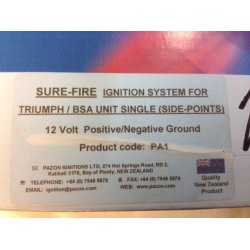 SURE-FIRE IGNITION SYSTEM FOR
TRIUMPH / BSA UNIT SINGLE (SIDE-POINTS)
12 Volt Positive/Negative Ground
Product code: PA1
PAZON IGNITIONS LTD, 274 Hot Springs Road, RD 2,
Katikati 3178, Bay of Plenty, NEW ZEALAND
TELEPHONE: +64 (0) 7549 5878 FAX: +64 (0) 7549 5879
EMAIL: ignition@pazon.com WEB: www.pazon.com
Quality
New Zealand
Product